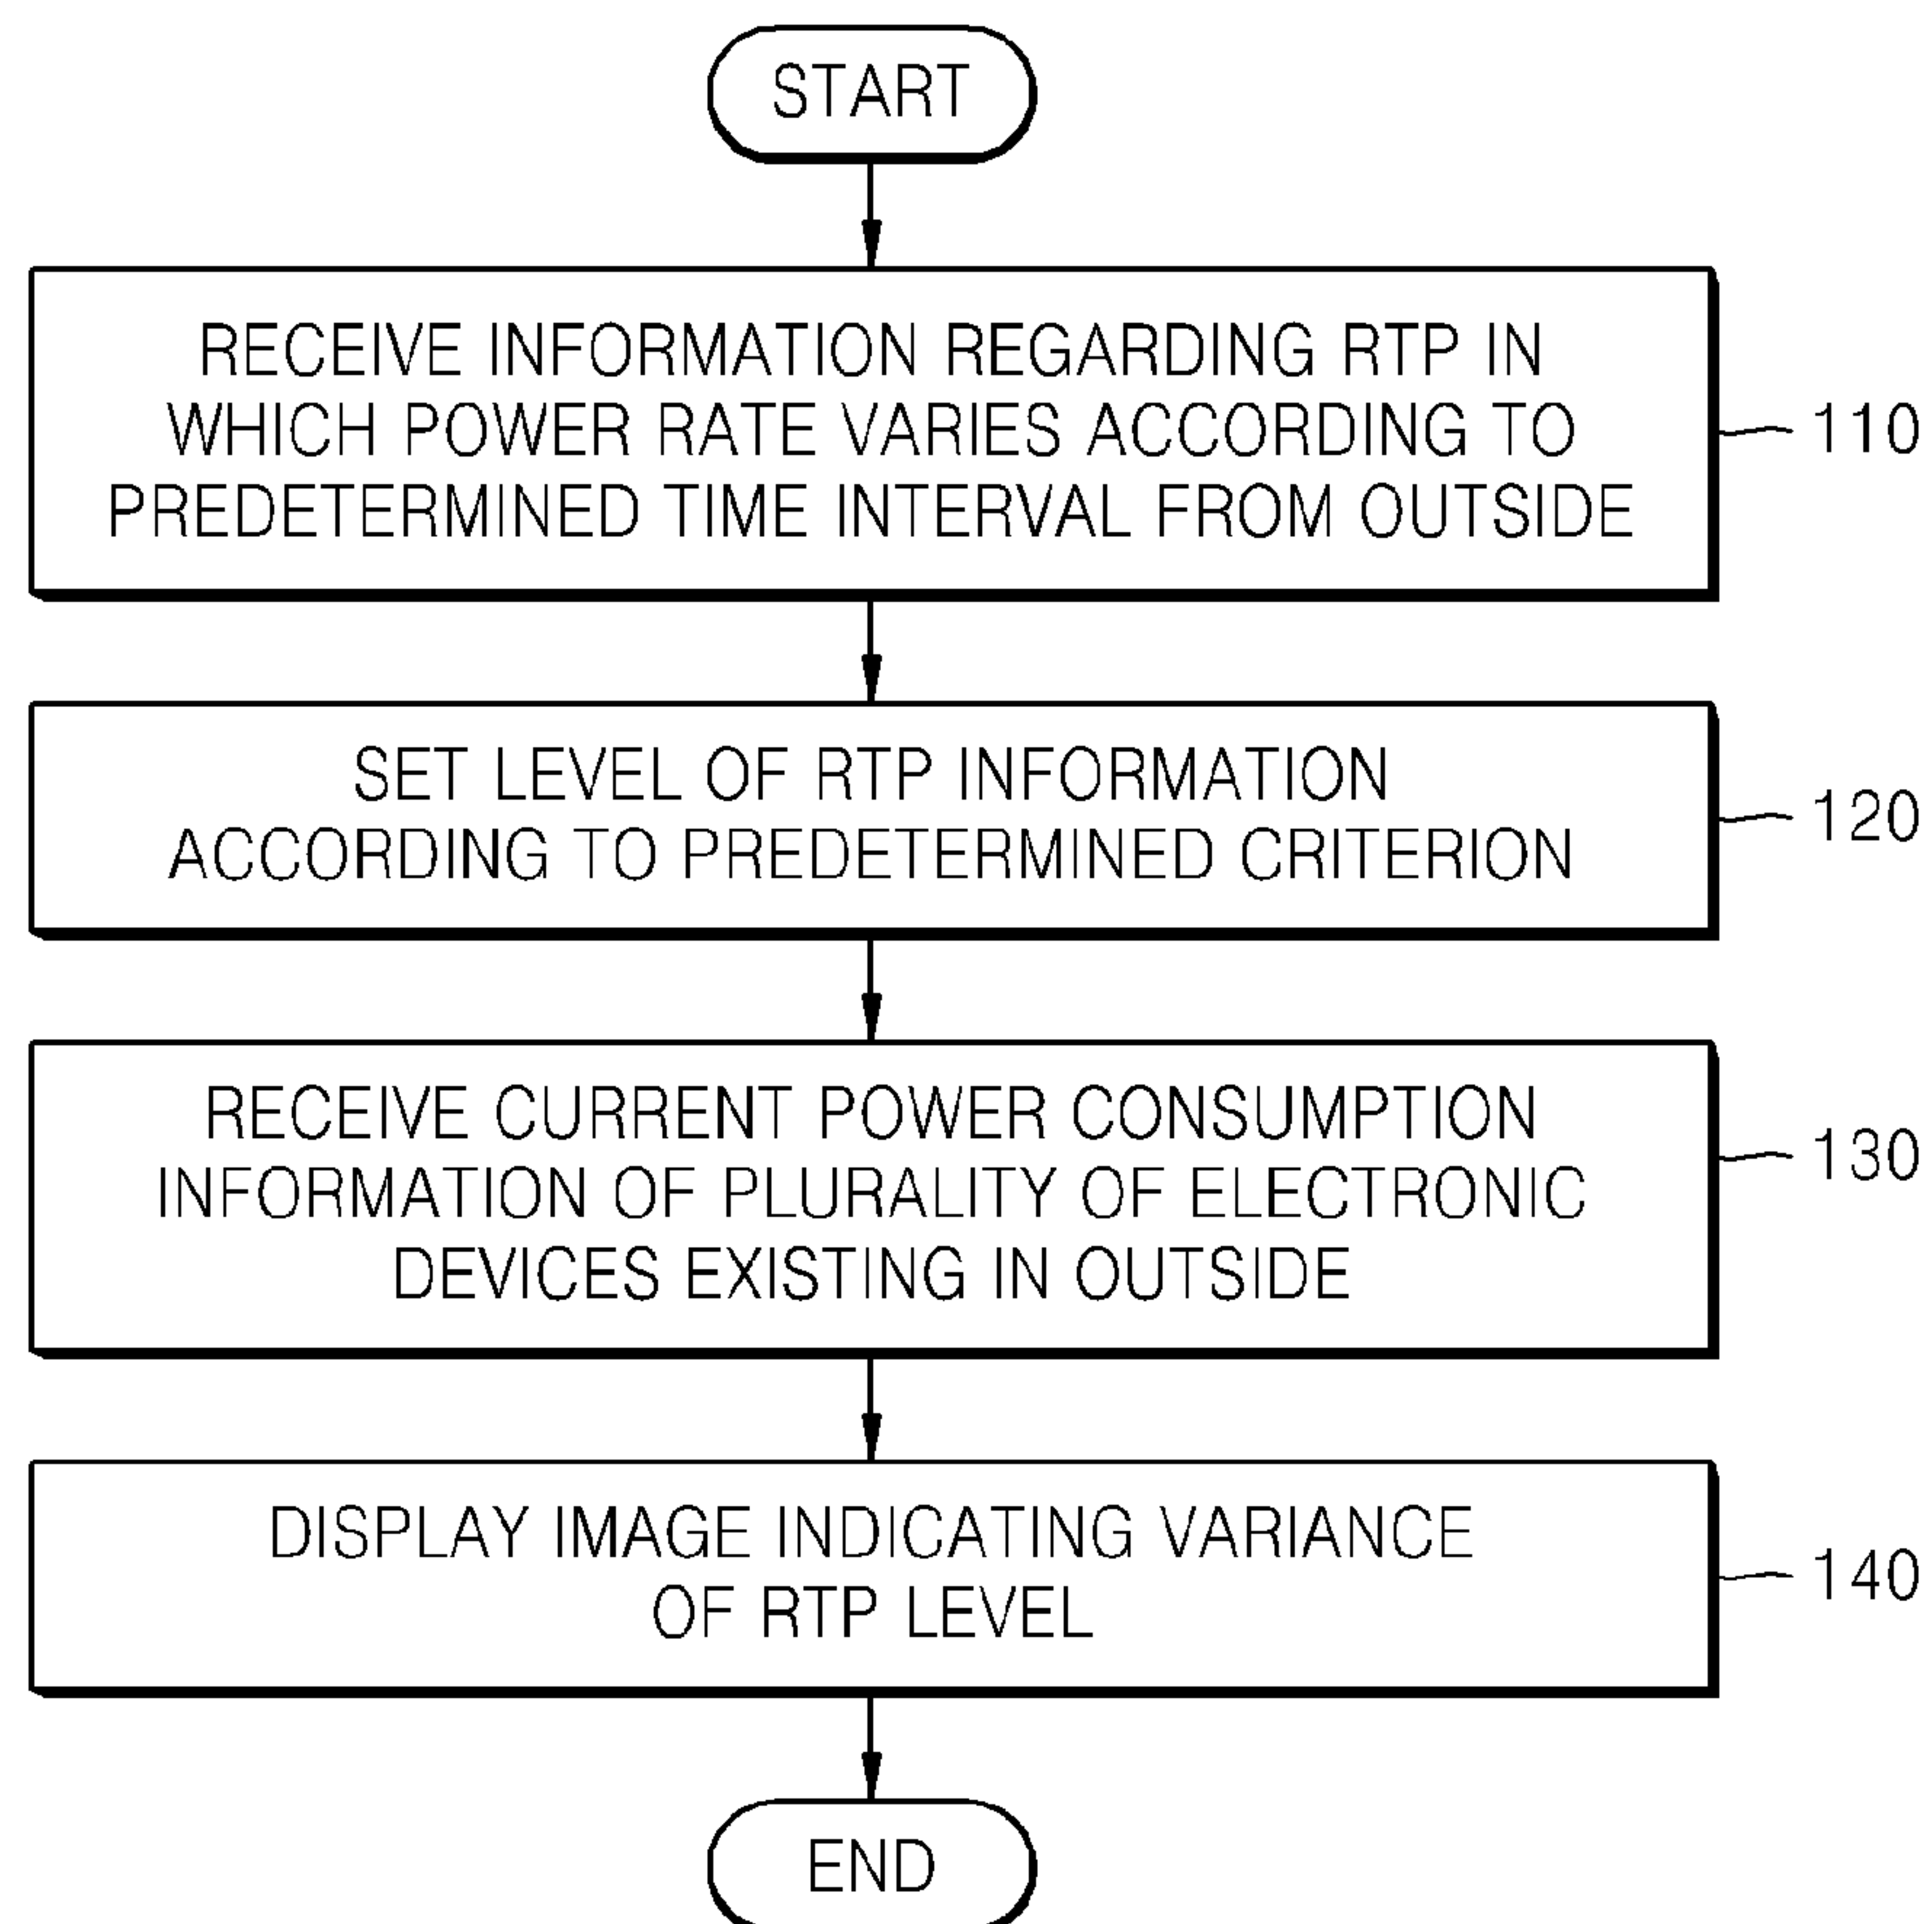 START
RECEIVE INFORMATION REGARDING RTP IN
WHICH POWER RATE VARIES ACCORDING TO
PREDETERMINED TIME INTERVAL FROM OUTSIDE
110
SET LEVEL OF RTP INFORMATION
ACCORDING TO PREDETERMINED CRITERION
120
RECEIVE CURRENT POWER CONSUMPTION
INFORMATION OF PLURALITY OF ELECTRONIC
DEVICES EXISTING IN OUTSIDE
130
DISPLAY IMAGE INDICATING VARIANCE
OF RTP LEVEL
140
END